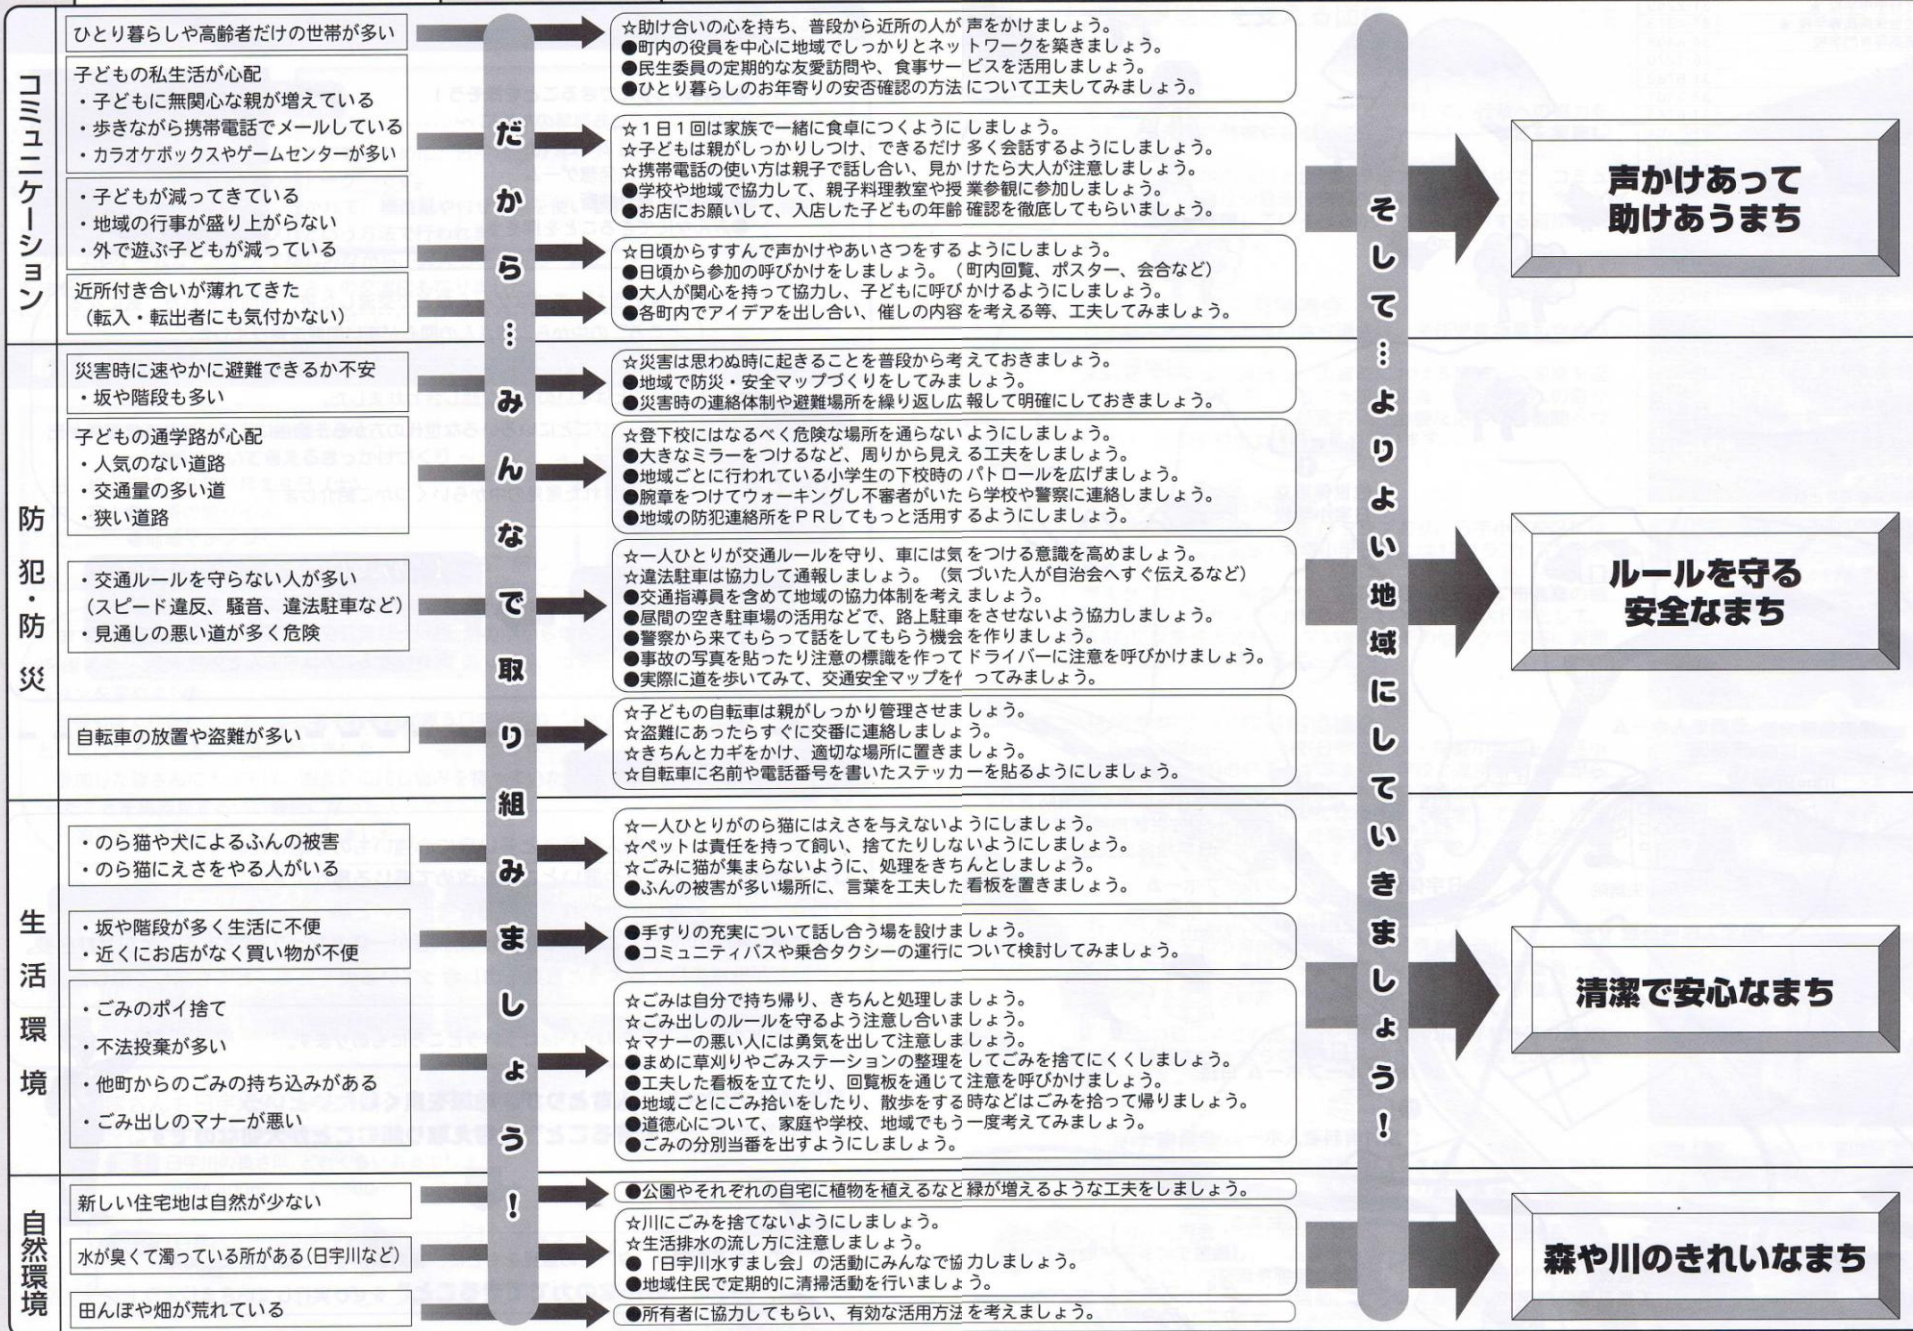 コミュニケーション
ひとり暮らしや高齢者だけの世帯が多い
子どもの私生活が心配
・子どもに無関心な親が増えている
・歩きながら携帯電話でメールしている
・カラオケボックスやゲームセンターが多い
・子どもが減ってきている
・地域の行事が盛り上がらない
・外で遊ぶ子どもが減っている
近所付き合いが薄れてきた
（転入・転出者にも気付かない）
だから…みんなで取り組みましょう！
☆助け合いの心を持ち、普段から近所の人が声をかけましょう。
●町内の役員を中心に地域でしっかりとネットワークを築きましょう。
●民生委員の定期的な友愛訪問や、食事サービスを活用しましょう。
●ひとり暮らしのお年寄りの安否確認の方法について工夫してみましょう。
☆１日１回は家族で一緒に食卓につくようにしましょう。
☆子どもは親がしっかりしつけ、できるだけ多く会話するようにしましょう。
☆携帯電話の使い方は親子で話し合い、見かけたら大人が注意しましょう。
●学校や地域で協力して、親子料理教室や授業参観に参加しましょう。
●お店にお願いして、入店した子どもの年齢確認を徹底してもらいましょう。
☆日頃からすすんで声かけやあいさつをするようにしましょう。
●日頃から参加の呼びかけをしましょう。（町内回覧、ポスター、会合など）
●大人が関心を持って協力し、子どもに呼びかけるようにしましょう。
●各町内でアイデアを出し合い、催しの内容を考える等、工夫してみましょう。
そして…よりよい地域にしていきましょう！
声かけあって
助けあうまち
防犯・防災
災害時に速やかに避難できるか不安
・坂や階段も多い
子どもの通学路が心配
・人気のない道路
・交通量の多い道
・狭い道路
・交通ルールを守らない人が多い
（スピード違反、騒音、違法駐車など）
・見通しの悪い道が多く危険
自転車の放置や盗難が多い
☆災害は思わぬ時に起きることを普段から考えておきましょう。
●地域で防災・安全マップづくりをしてみましょう。
●災害時の連絡体制や避難場所を繰り返し広報して明確にしておきましょう。
☆登下校にはなるべく危険な場所を通らないようにしましょう。
●大きなミラーをつけるなど、周りから見える工夫をしましょう。
●地域ごとに行われている小学生の下校時のパトロールを広げましょう。
●腕章をつけてウォーキングし不審者がいたら学校や警察に連絡しましょう。
●地域の防犯連絡所をＰＲしてもっと活用するようにしましょう。
☆一人ひとりが交通ルールを守り、車には気をつける意識を高めましょう。
☆違法駐車は協力して通報しましょう。（気づいた人が自治会へすぐ伝えるなど）
●交通指導員を含めて地域の協力体制を考えましょう。
●昼間の空き駐車場の活用などで、路上駐車をさせないよう協力しましょう。
●警察から来てもらって話をしてもらう機会を作りましょう。
●事故の写真を貼ったり注意の標識を作ってドライバーに注意を呼びかけましょう。
●実際に道を歩いてみて、交通安全マップを作ってみましょう。
☆子どもの自転車は親がしっかり管理させましょう。
☆盗難にあったらすぐに交番に連絡しましょう。
☆きちんとカギをかけ、適切な場所に置きましょう。
☆自転車に名前や電話番号を書いたステッカーを貼るようにしましょう。
ルールを守る
安全なまち
生活環境
・のら猫や犬によるふんの被害
・のら猫にえさをやる人がいる
・坂や階段が多く生活に不便
・近くにお店がなく買い物が不便
・ごみのポイ捨て
・不法投棄が多い
・他町からのごみの持ち込みがある
・ごみ出しのマナーが悪い
☆一人ひとりがのら猫にはえさを与えないようにしましょう。
☆ペットは責任を持って飼い、捨てたりしないようにしましょう。
☆ごみに猫が集まらないように、処理をきちんとしましょう。
●ふんの被害が多い場所に、言葉を工夫した看板を置きましょう。
●手すりの充実について話し合う場を設けましょう。
●コミュニティバスや乗合タクシーの運行について検討してみましょう。
☆ごみは自分で持ち帰り、きちんと処理しましょう。
☆ごみ出しのルールを守るよう注意し合いましょう。
☆マナーの悪い人には勇気を出して注意しましょう。
●まめに草刈りやごみステーションの整理をしてごみを捨てにくくしましょう。
●工夫した看板を立てたり、回覧板を通じて注意を呼びかけましょう。
●地域ごとにごみ拾いをしたり、散歩をする時などはごみを拾って帰りましょう。
●道徳心について、家庭や学校、地域でもう一度考えてみましょう。
●ごみの分別当番を出すようにしましょう。
清潔で安心なまち
自然環境
新しい住宅地は自然が少ない
水が臭くて濁っている所がある（日宇川など）
田んぼや畑が荒れている
●公園やそれぞれの自宅に植物を植えるなど緑が増えるような工夫をしましょう。
☆川にごみを捨てないようにしましょう。
☆生活排水の流し方に注意しましょう。
●「日宇川水すまし会」の活動にみんなで協力しましょう。
●地域住民で定期的に清掃活動を行いましょう。
●所有者に協力してもらい、有効な活用方法を考えましょう。
森や川のきれいなまち